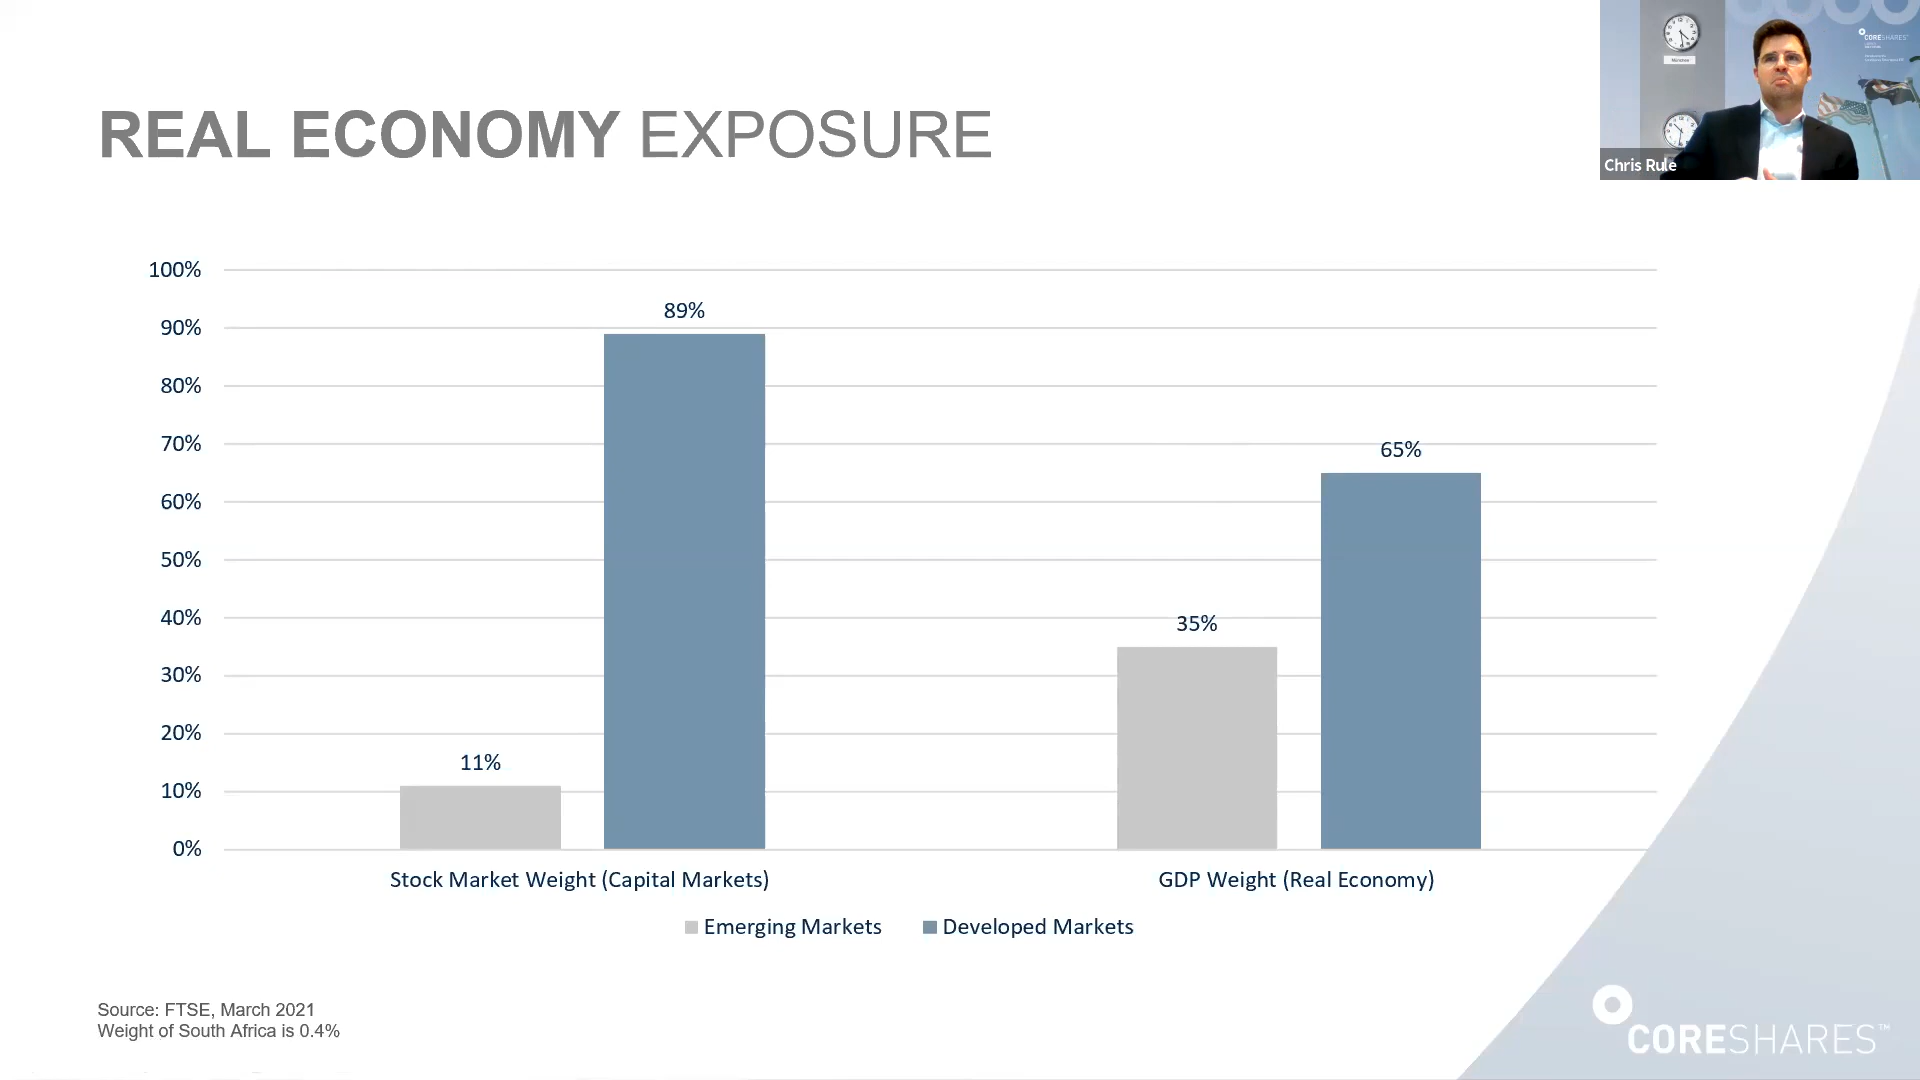 REAL ECONOMY EXPOSURE
CORESHARES
München
Chris Rule
100%
90%
80%
70%
60%
50%
40%
30%
20%
10%
0%
11%
89%
35%
65%
Stock Market Weight (Capital Markets)
GDP Weight (Real Economy)
Emerging Markets
Developed Markets
Source: FTSE, March 2021
Weight of South Africa is 0.4%
CORESHARES™